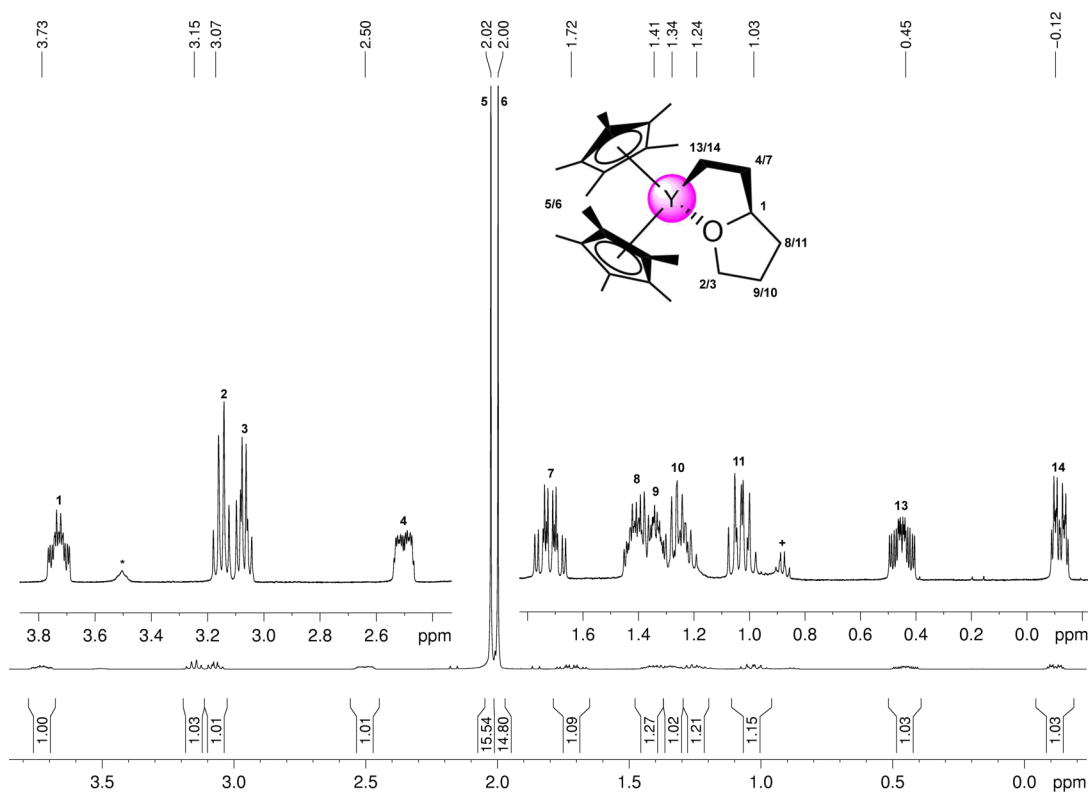 3.73 3.15 3.07 2.50 2.02 2.00 1.72 1.41 1.34 1.24 1.03 0.45 −0.12
5 6
13/14 4/7
Y 1
5/6 O 8/11
2/3 9/10
1 * 2 3 4
7 8 9 10 11 + 13 14
3.8 3.6 3.4 3.2 3.0 2.8 2.6 ppm
1.6 1.4 1.2 1.0 0.8 0.6 0.4 0.2 0.0 ppm
1.00 1.03 1.01 1.01 15.54 14.80 1.09 1.27 1.02 1.21 1.15 1.03 1.03
3.5 3.0 2.5 2.0 1.5 1.0 0.5 0.0 ppm